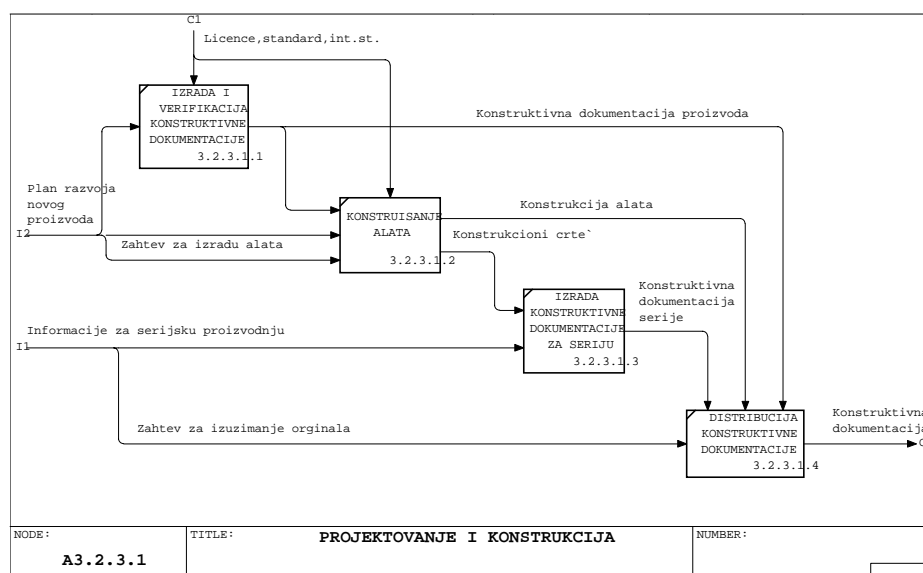 C1
Licence,standard,int.st.
IZRADA I
VERIFIKACIJA
KONSTRUKTIVNE
DOKUMENTACIJE
3.2.3.1.1
Konstruktivna dokumentacija proizvoda
Plan razvoja
novog
proizvoda
I2
Zahtev za izradu alata
KONSTRUISANJE
ALATA
3.2.3.1.2
Konstrukcija alata
Konstrukcioni crte`
IZRADA
KONSTRUKTIVNE
DOKUMENTACIJE
ZA SERIJU
3.2.3.1.3
Konstruktivna
dokumentacija
serije
Informacije za serijsku proizvodnju
I1
Zahtev za izuzimanje orginala
DISTRIBUCIJA
KONSTRUKTIVNE
DOKUMENTACIJE
3.2.3.1.4
Konstruktivna
dokumentacija
NODE:
A3.2.3.1
TITLE:
PROJEKTOVANJE I KONSTRUKCIJA
NUMBER: